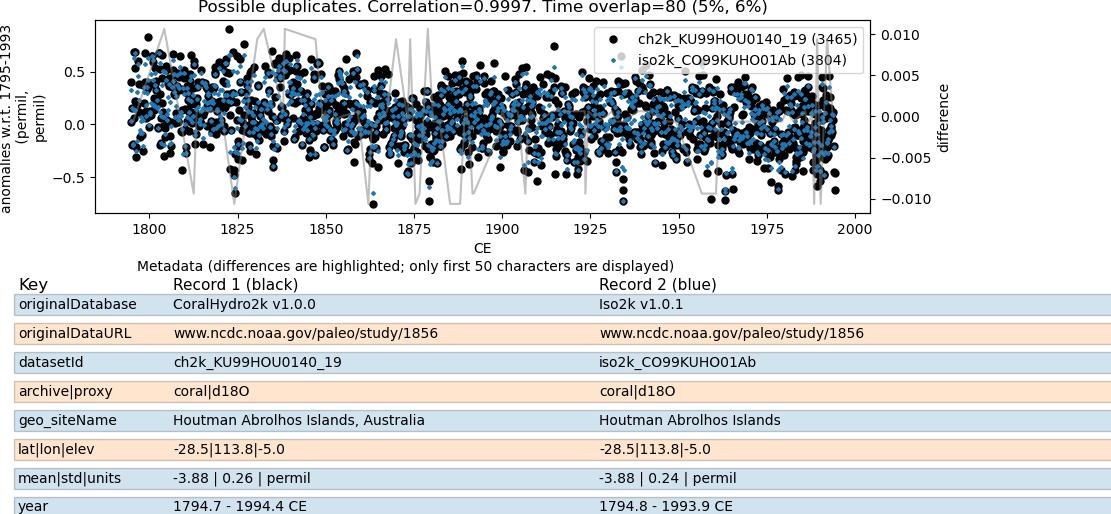 Possible duplicates. Correlation=0.9997. Time overlap=80 (5%, 6%)
anomalies w.r.t. 1795-1993
(permil,
permil)
0.5
0.0
−0.5
ch2k_KU99HOU0140_19 (3465)
iso2k_CO99KUHO01Ab (3804)
0.010
0.005
0.000
−0.005
−0.010
difference
1800 1825 1850 1875 1900 1925 1950 1975 2000
CE
Metadata (differences are highlighted; only first 50 characters are displayed)
Key Record 1 (black) Record 2 (blue)
originalDatabase CoralHydro2k v1.0.0 Iso2k v1.0.1
originalDataURL www.ncdc.noaa.gov/paleo/study/1856 www.ncdc.noaa.gov/paleo/study/1856
datasetId ch2k_KU99HOU0140_19 iso2k_CO99KUHO01Ab
archive|proxy coral|d18O coral|d18O
geo_siteName Houtman Abrolhos Islands, Australia Houtman Abrolhos Islands
lat|lon|elev -28.5|113.8|-5.0 -28.5|113.8|-5.0
mean|std|units -3.88 | 0.26 | permil -3.88 | 0.24 | permil
year 1794.7 - 1994.4 CE 1794.8 - 1993.9 CE